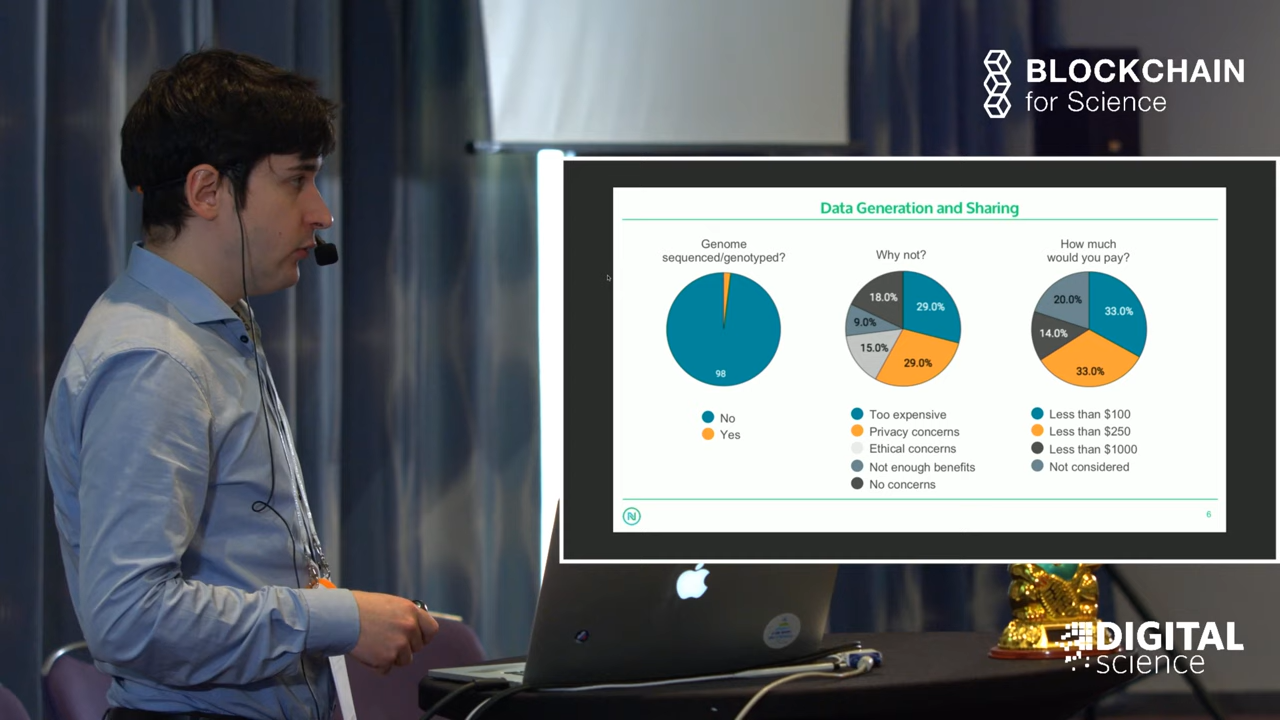 BLOCKCHAIN
for Science
Data Generation and Sharing
Genome
sequenced/genotyped?
98
No
Yes
Why not?
29.0%
29.0%
15.0%
9.0%
18.0%
Too expensive
Privacy concerns
Ethical concerns
Not enough benefits
No concerns
How much
would you pay?
33.0%
33.0%
14.0%
20.0%
Less than $100
Less than $250
Less than $1000
Not considered
N
6
DIGITAL
science